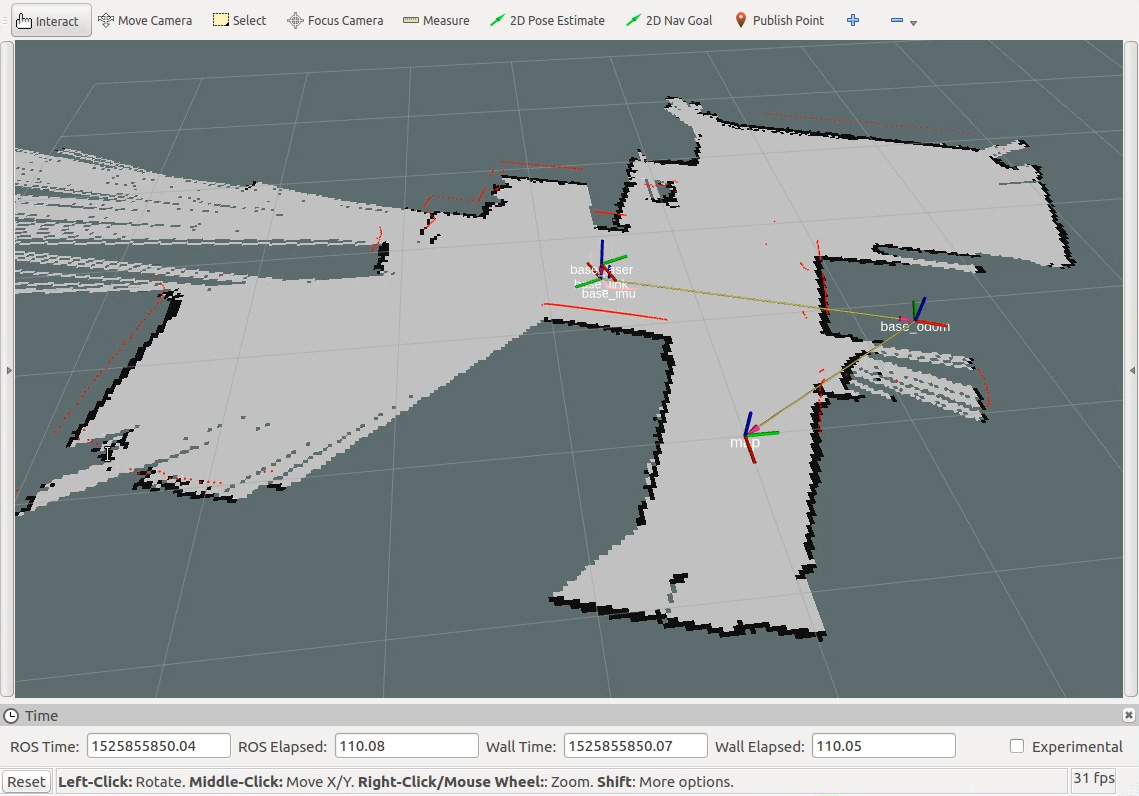 Interact Move Camera Select Focus Camera Measure 2D Pose Estimate 2D Nav Goal Publish Point
base_laser
base_link
base_imu
base_odom
map
Time
ROS Time: 1525855850.04 ROS Elapsed: 110.08 Wall Time: 1525855850.07 Wall Elapsed: 110.05 Experimental
Reset Left-Click: Rotate. Middle-Click: Move X/Y. Right-Click/Mouse Wheel:: Zoom. Shift: More options. 31 fps